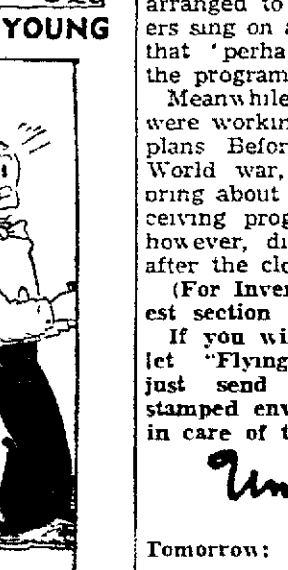 YOUNG
arranged to
ers sing on a
that 'perha
the program
Meanwhile
were workin
plans Befor
World war,
bring about
ceiving prog
however, di
after the clo
(For Inven
est section
If you wi
let "Flying
just send
stamped env
in care of t
Tomorrow: